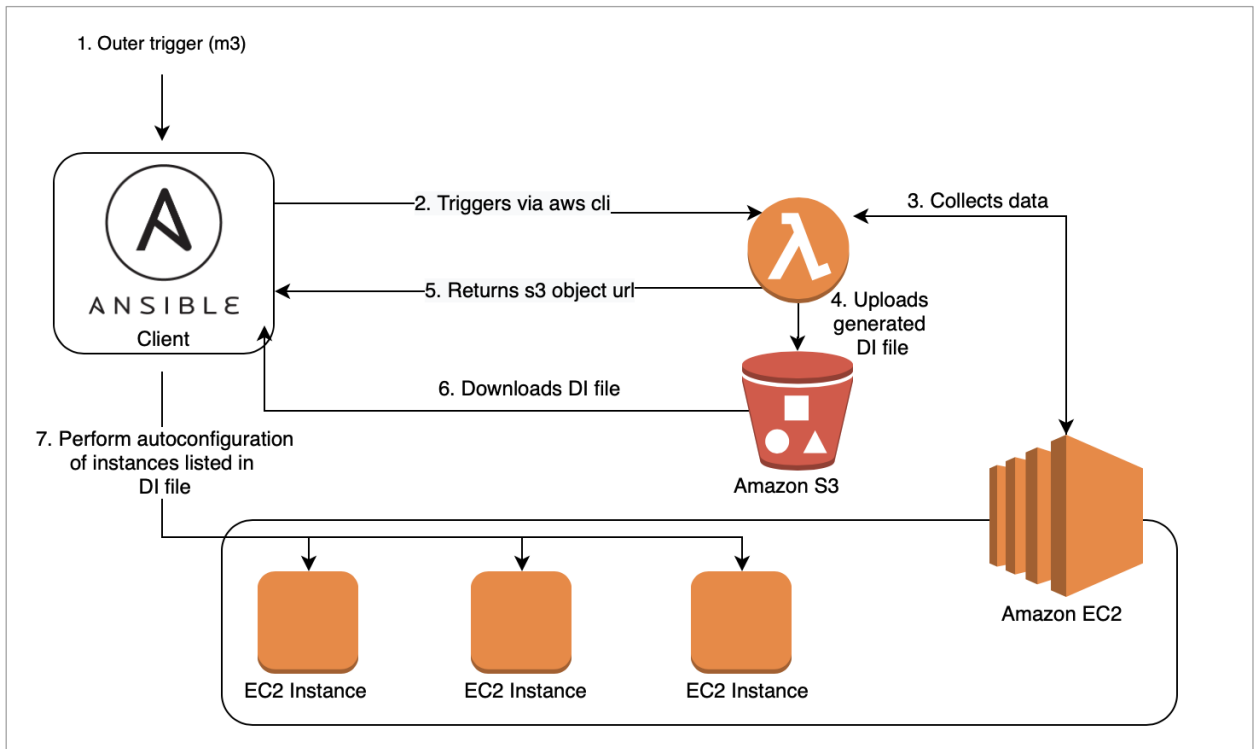 1. Outer trigger (m3)
ANSIBLE
Client
2. Triggers via aws cli
3. Collects data
5. Returns s3 object url
4. Uploads
generated
DI file
6. Downloads DI file
Amazon S3
7. Perform autoconfiguration
of instances listed in
DI file
Amazon EC2
EC2 Instance
EC2 Instance
EC2 Instance